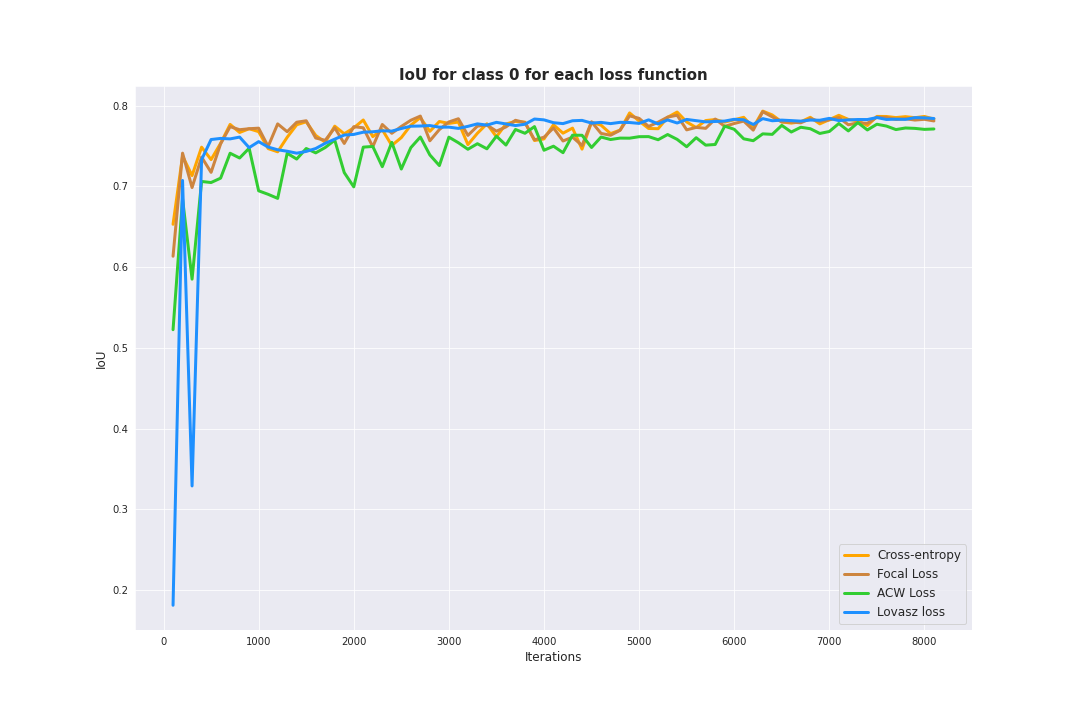 IoU for class 0 for each loss function
0.8
0.7
0.6
0.5
0.4
0.3
0.2
IoU
0 1000 2000 3000 4000 5000 6000 7000 8000
Iterations
Cross-entropy
Focal Loss
ACW Loss
Lovasz loss